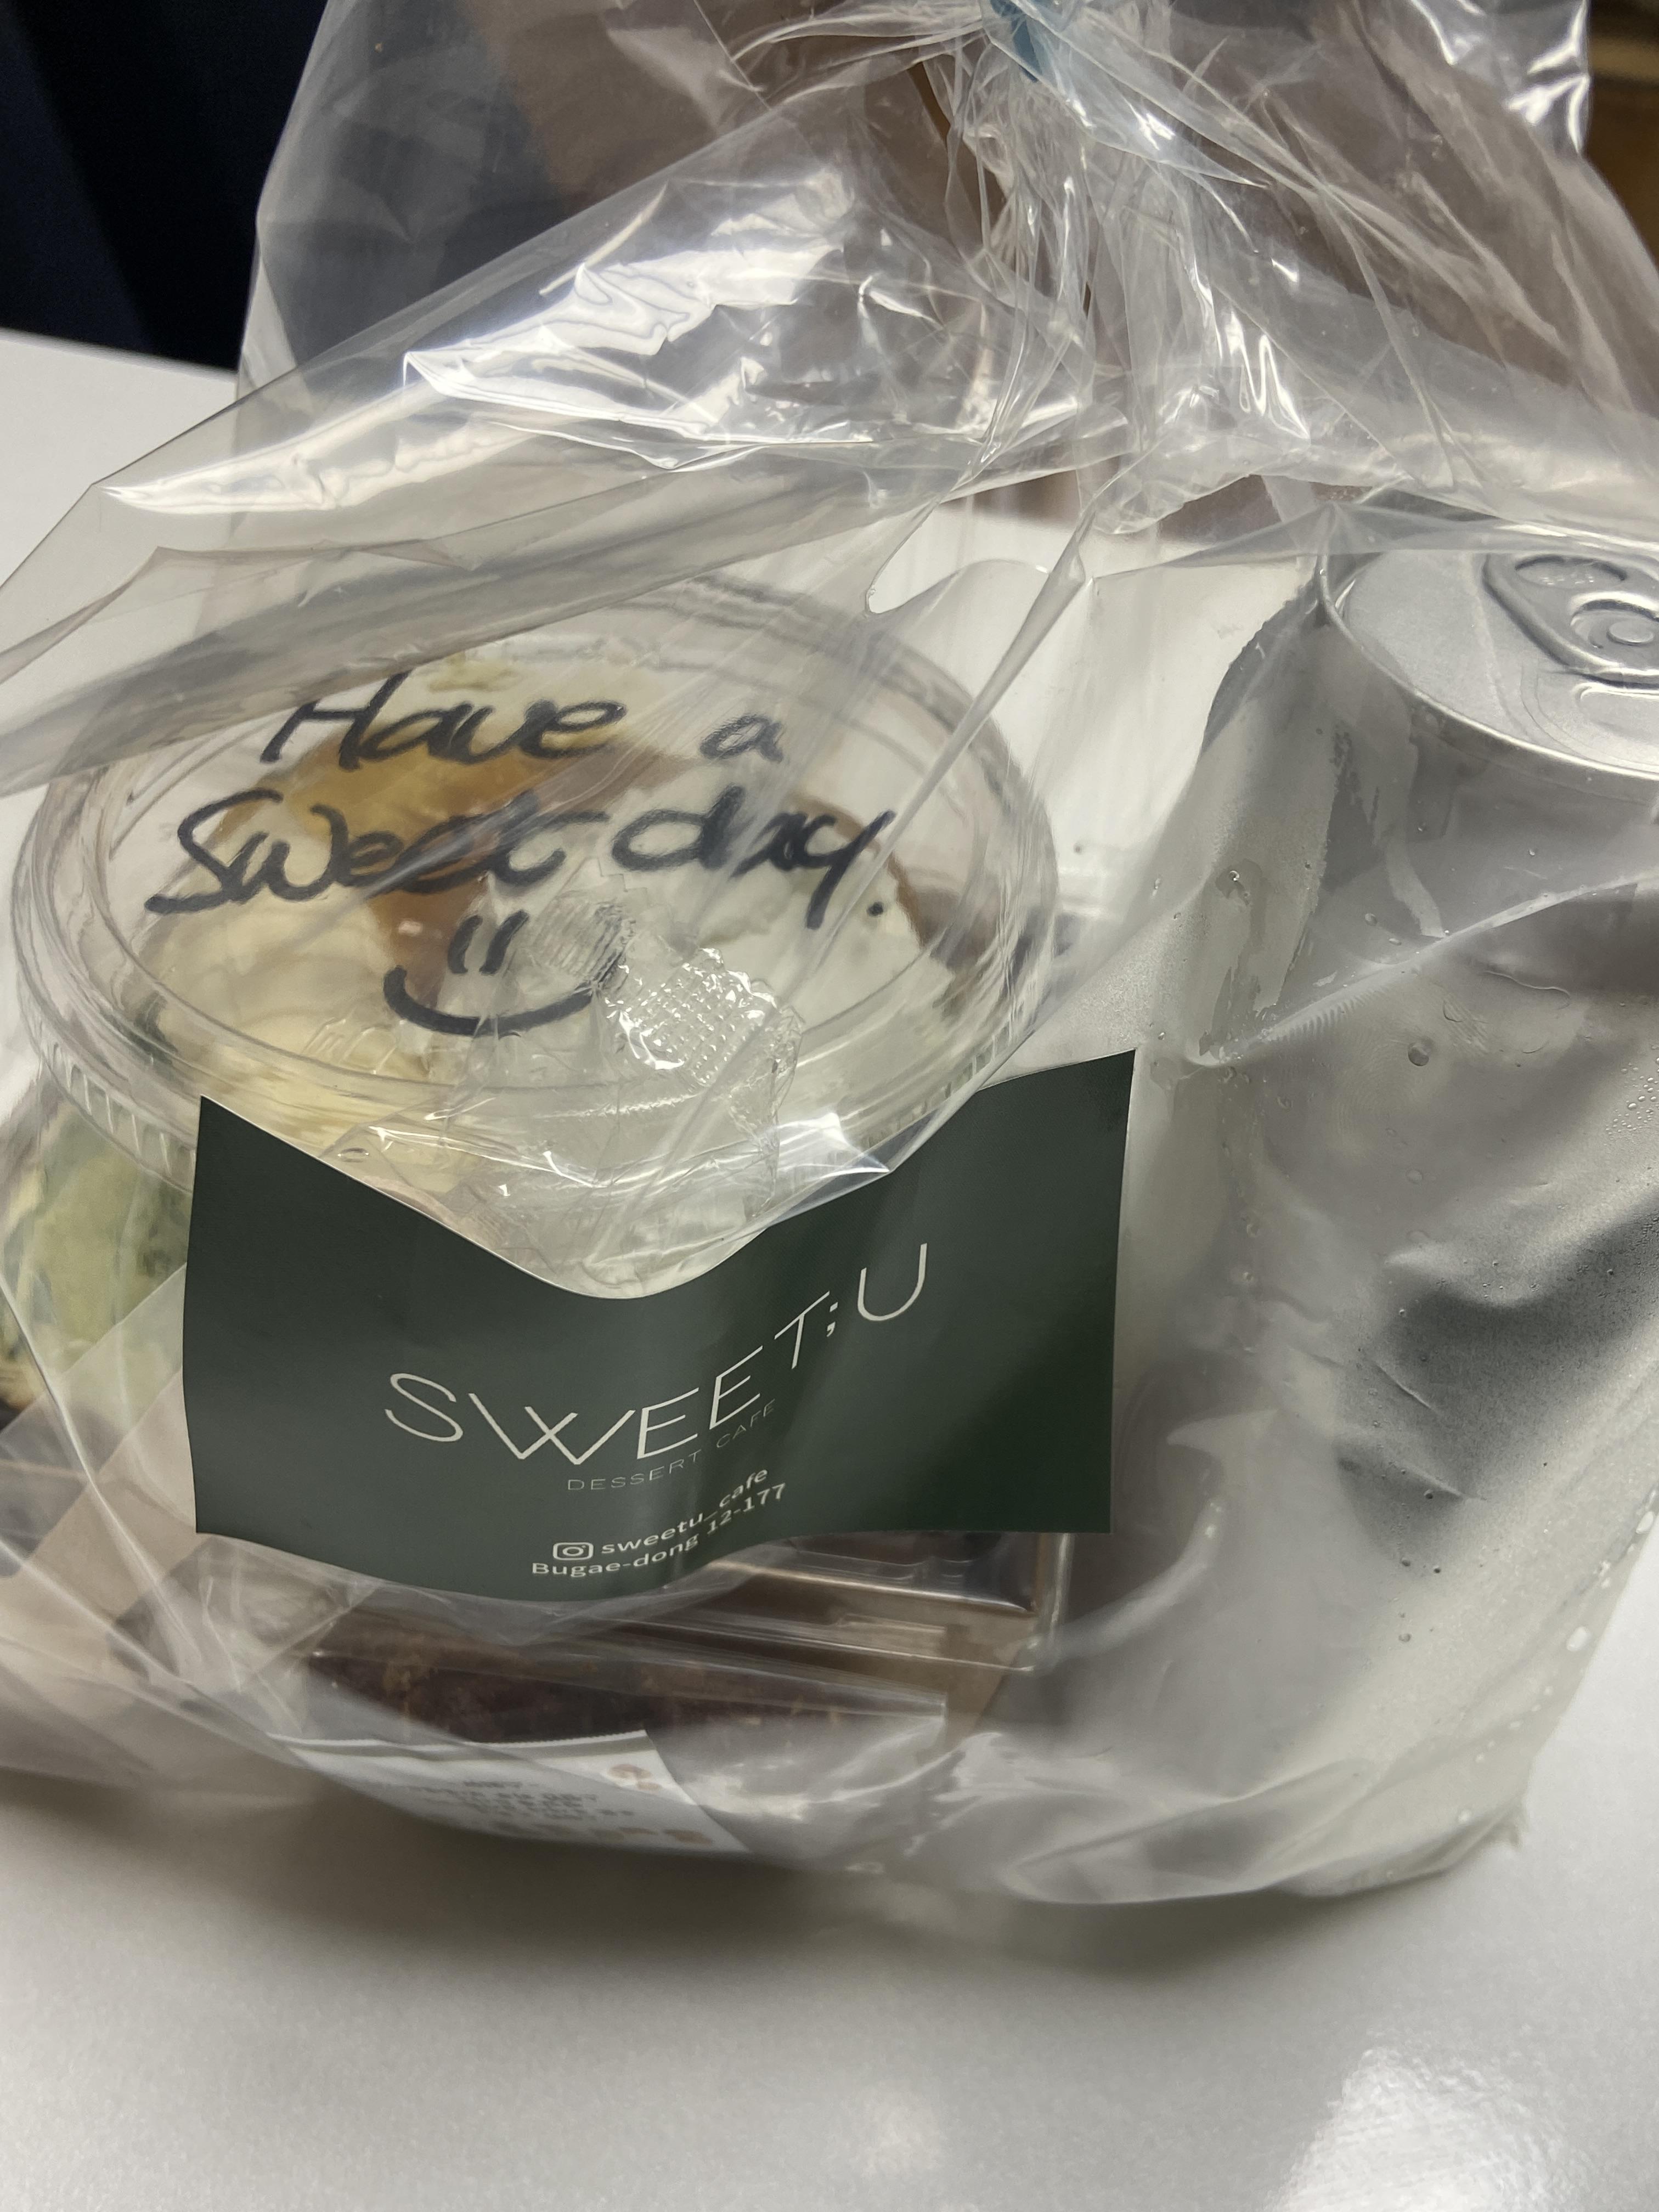 Have a
Sweet day.
SWEET;U
DESSERT CAFE
sweetu_cafe
Bugae-dong 12-177